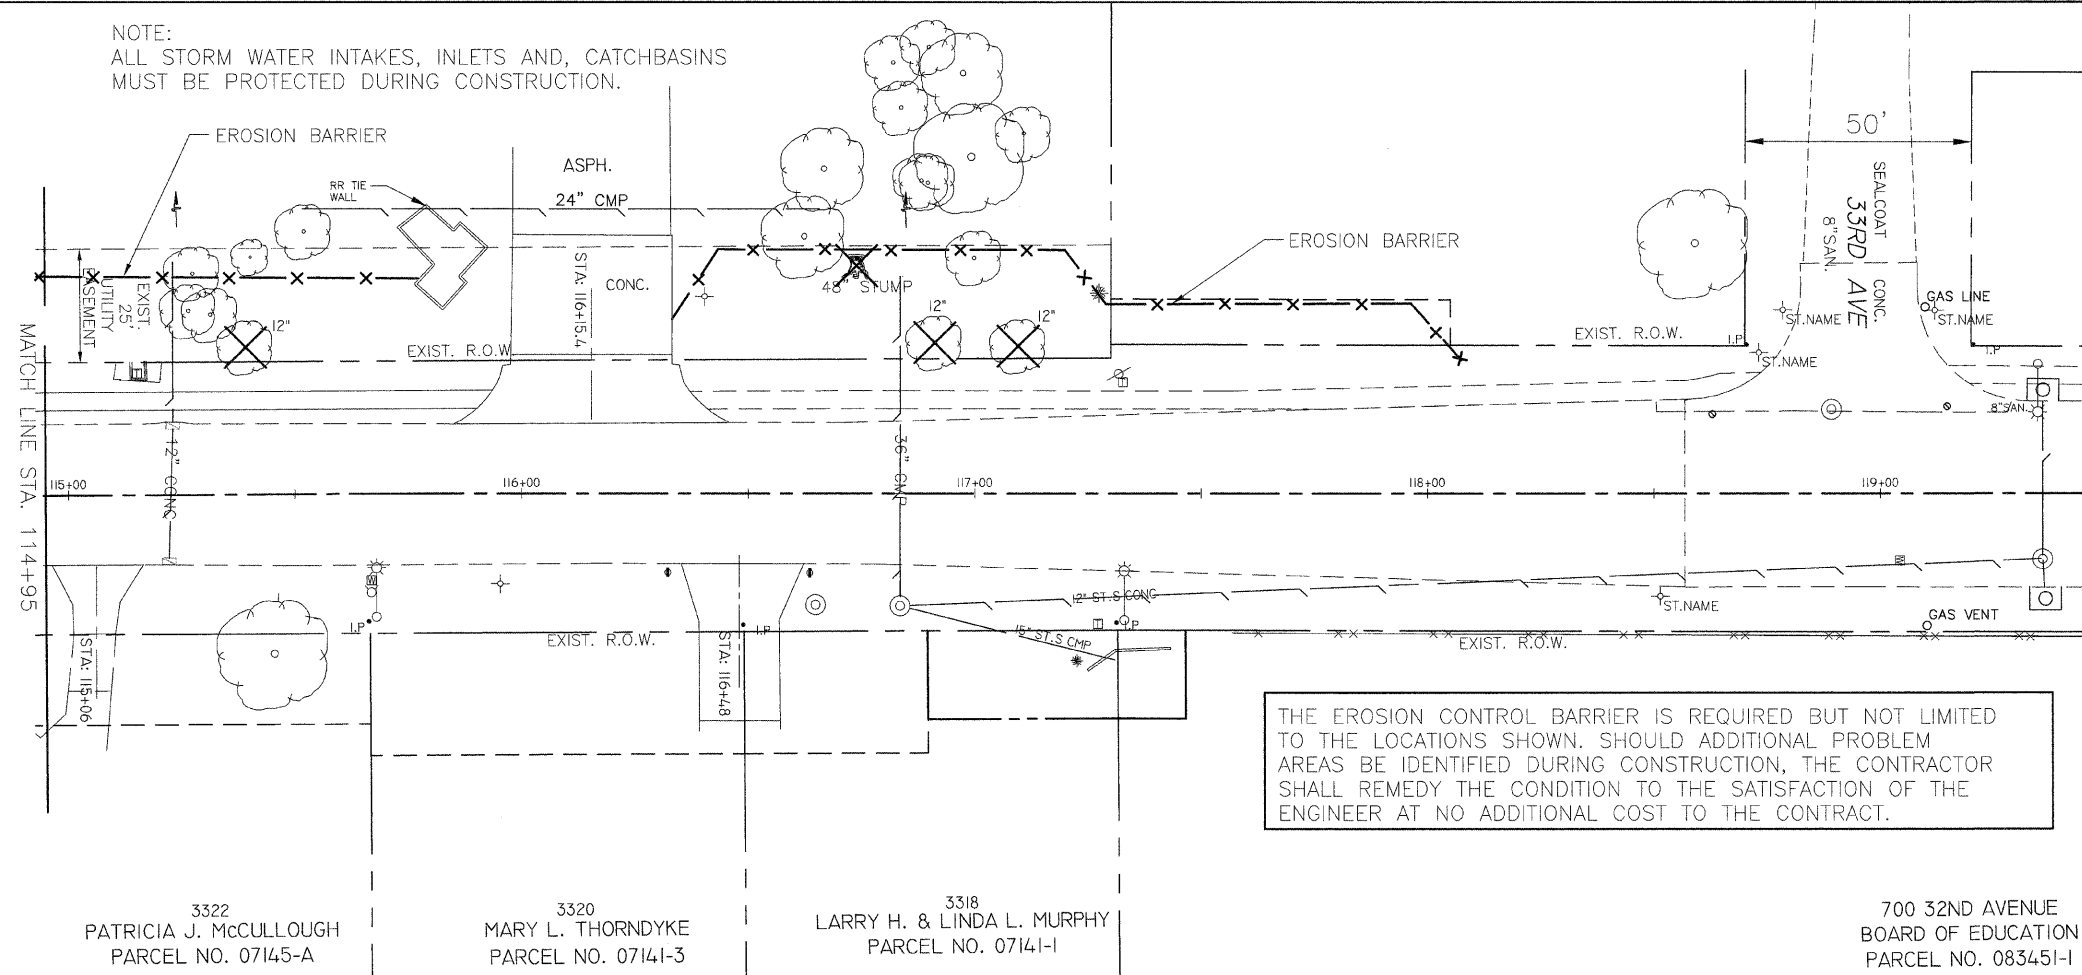 NOTE:
ALL STORM WATER INTAKES, INLETS AND, CATCHBASINS
MUST BE PROTECTED DURING CONSTRUCTION.
EROSION BARRIER
RR TIE
WALL
ASPH.
24" CMP
STA: 116+15.4
CONC.
48" STUMP
EROSION BARRIER
50'
SEALCOAT CONC.
33RD AVE
8"SAN.
GAS LINE
ST.NAME
ST.NAME
ST.NAME
EXIST.
25'
UTILITY
EASEMENT
12"
12"
12"
EXIST. R.O.W
EXIST. R.O.W.
I.P
I.P
8"SAN.
MATCH LINE STA. 114+95
12" CONC
36" CMP
115+00
116+00
117+00
118+00
119+00
12" ST.S CONC
15" ST.S CMP
ST.NAME
GAS VENT
I.P
I.P
I.P
EXIST. R.O.W.
EXIST. R.O.W.
W
W
STA: 115+06
STA: 116+48
THE EROSION CONTROL BARRIER IS REQUIRED BUT NOT LIMITED
TO THE LOCATIONS SHOWN. SHOULD ADDITIONAL PROBLEM
AREAS BE IDENTIFIED DURING CONSTRUCTION, THE CONTRACTOR
SHALL REMEDY THE CONDITION TO THE SATISFACTION OF THE
ENGINEER AT NO ADDITIONAL COST TO THE CONTRACT.
3322
PATRICIA J. McCULLOUGH
PARCEL NO. 07145-A
3320
MARY L. THORNDYKE
PARCEL NO. 07141-3
3318
LARRY H. & LINDA L. MURPHY
PARCEL NO. 07141-1
700 32ND AVENUE
BOARD OF EDUCATION
PARCEL NO. 083451-1